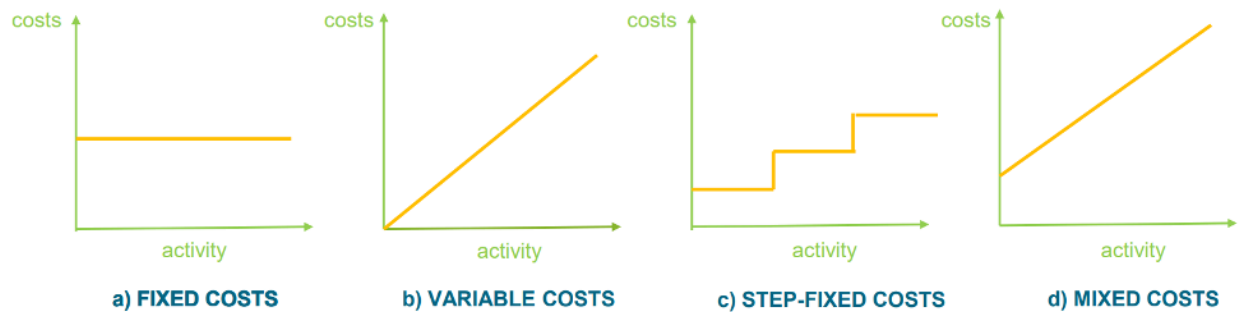 costs
costs
costs
costs
activity
activity
activity
activity
a) FIXED COSTS
b) VARIABLE COSTS
c) STEP-FIXED COSTS
d) MIXED COSTS